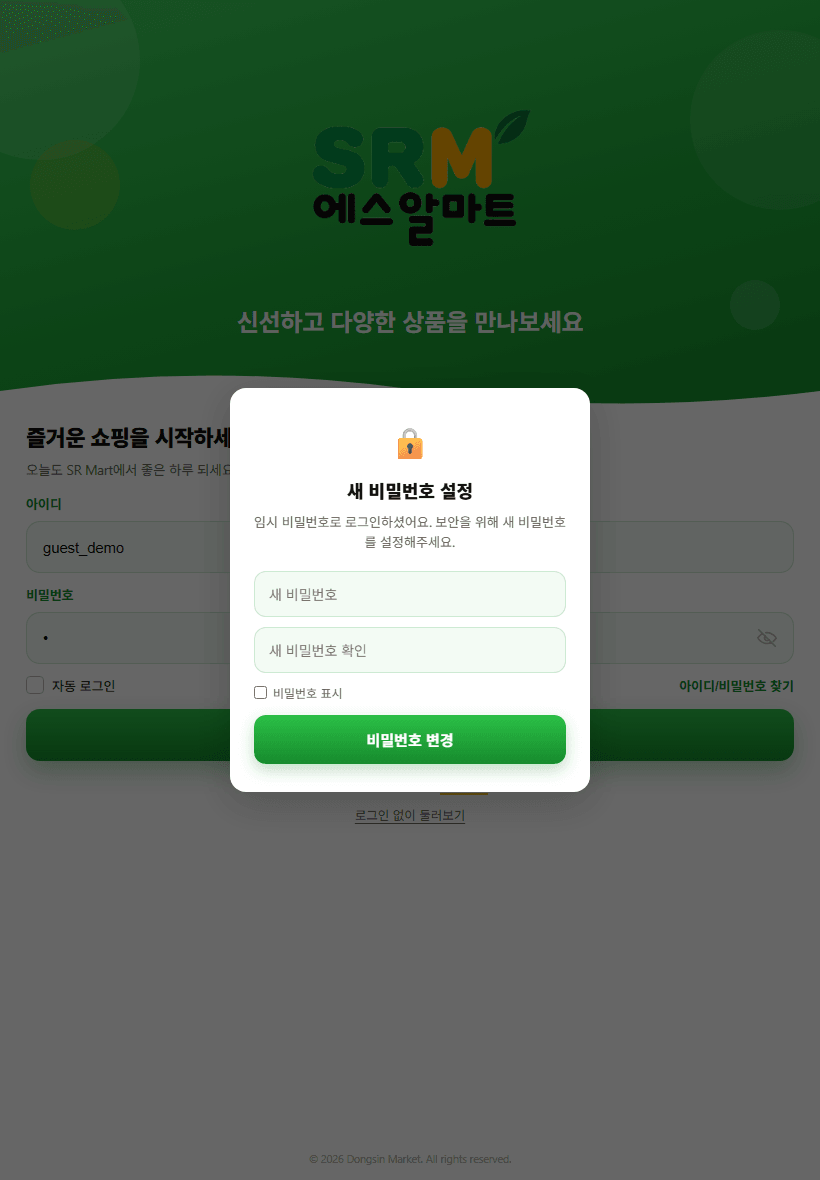 SRM
에스알마트
신선하고 다양한 상품을 만나보세요
즐거운 쇼핑을 시작하세
오늘도 SR Mart에서 좋은 하루 되세요
아이디
guest_demo
비밀번호
•
자동 로그인
아이디/비밀번호 찾기
새 비밀번호 설정
임시 비밀번호로 로그인하셨어요. 보안을 위해 새 비밀번호
를 설정해주세요.
새 비밀번호
새 비밀번호 확인
비밀번호 표시
비밀번호 변경
로그인 없이 둘러보기
© 2026 Dongsin Market. All rights reserved.